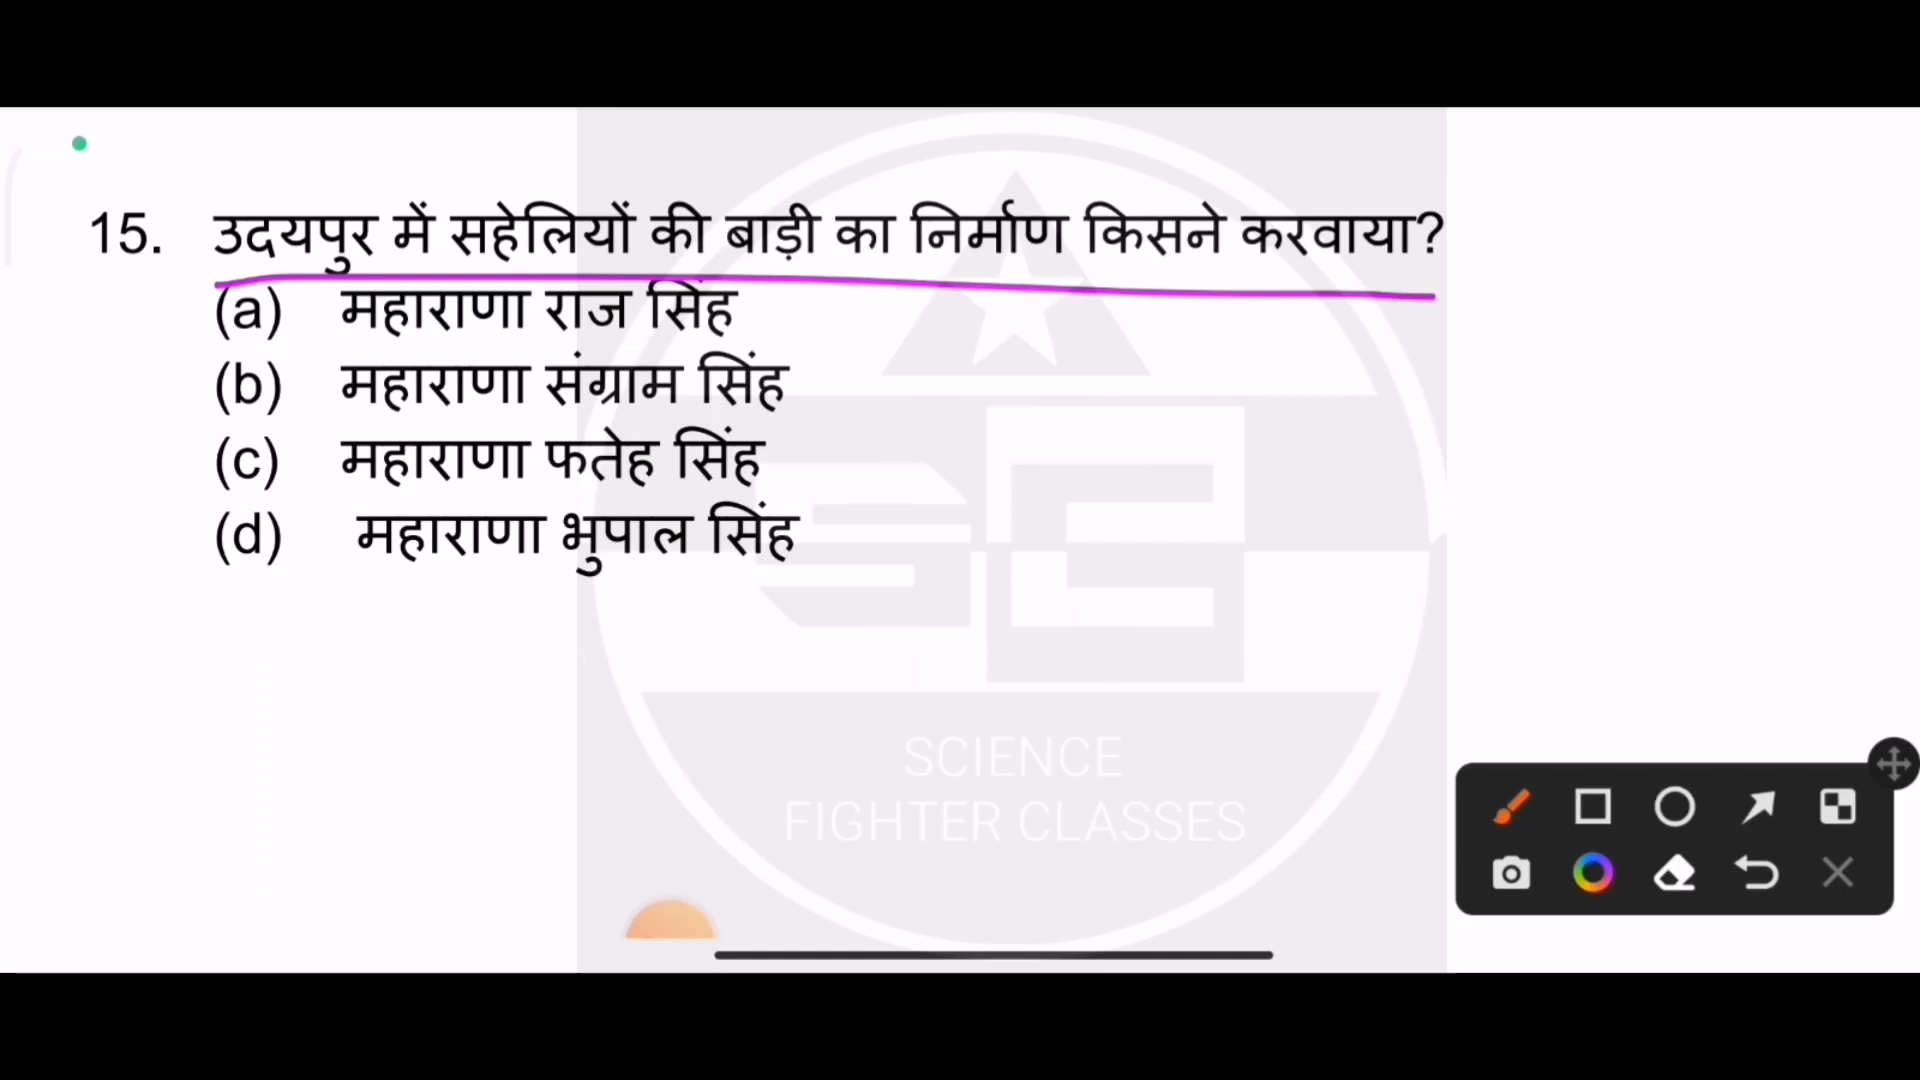 15. उदयपुर में सहेलियों की बाड़ी का निर्माण किसने करवाया?
(a) महाराणा राज सिंह
(b) महाराणा संग्राम सिंह
(c) महाराणा फतेह सिंह
(d) महाराणा भुपाल सिंह
SCIENCE
FIGHTER CLASSES